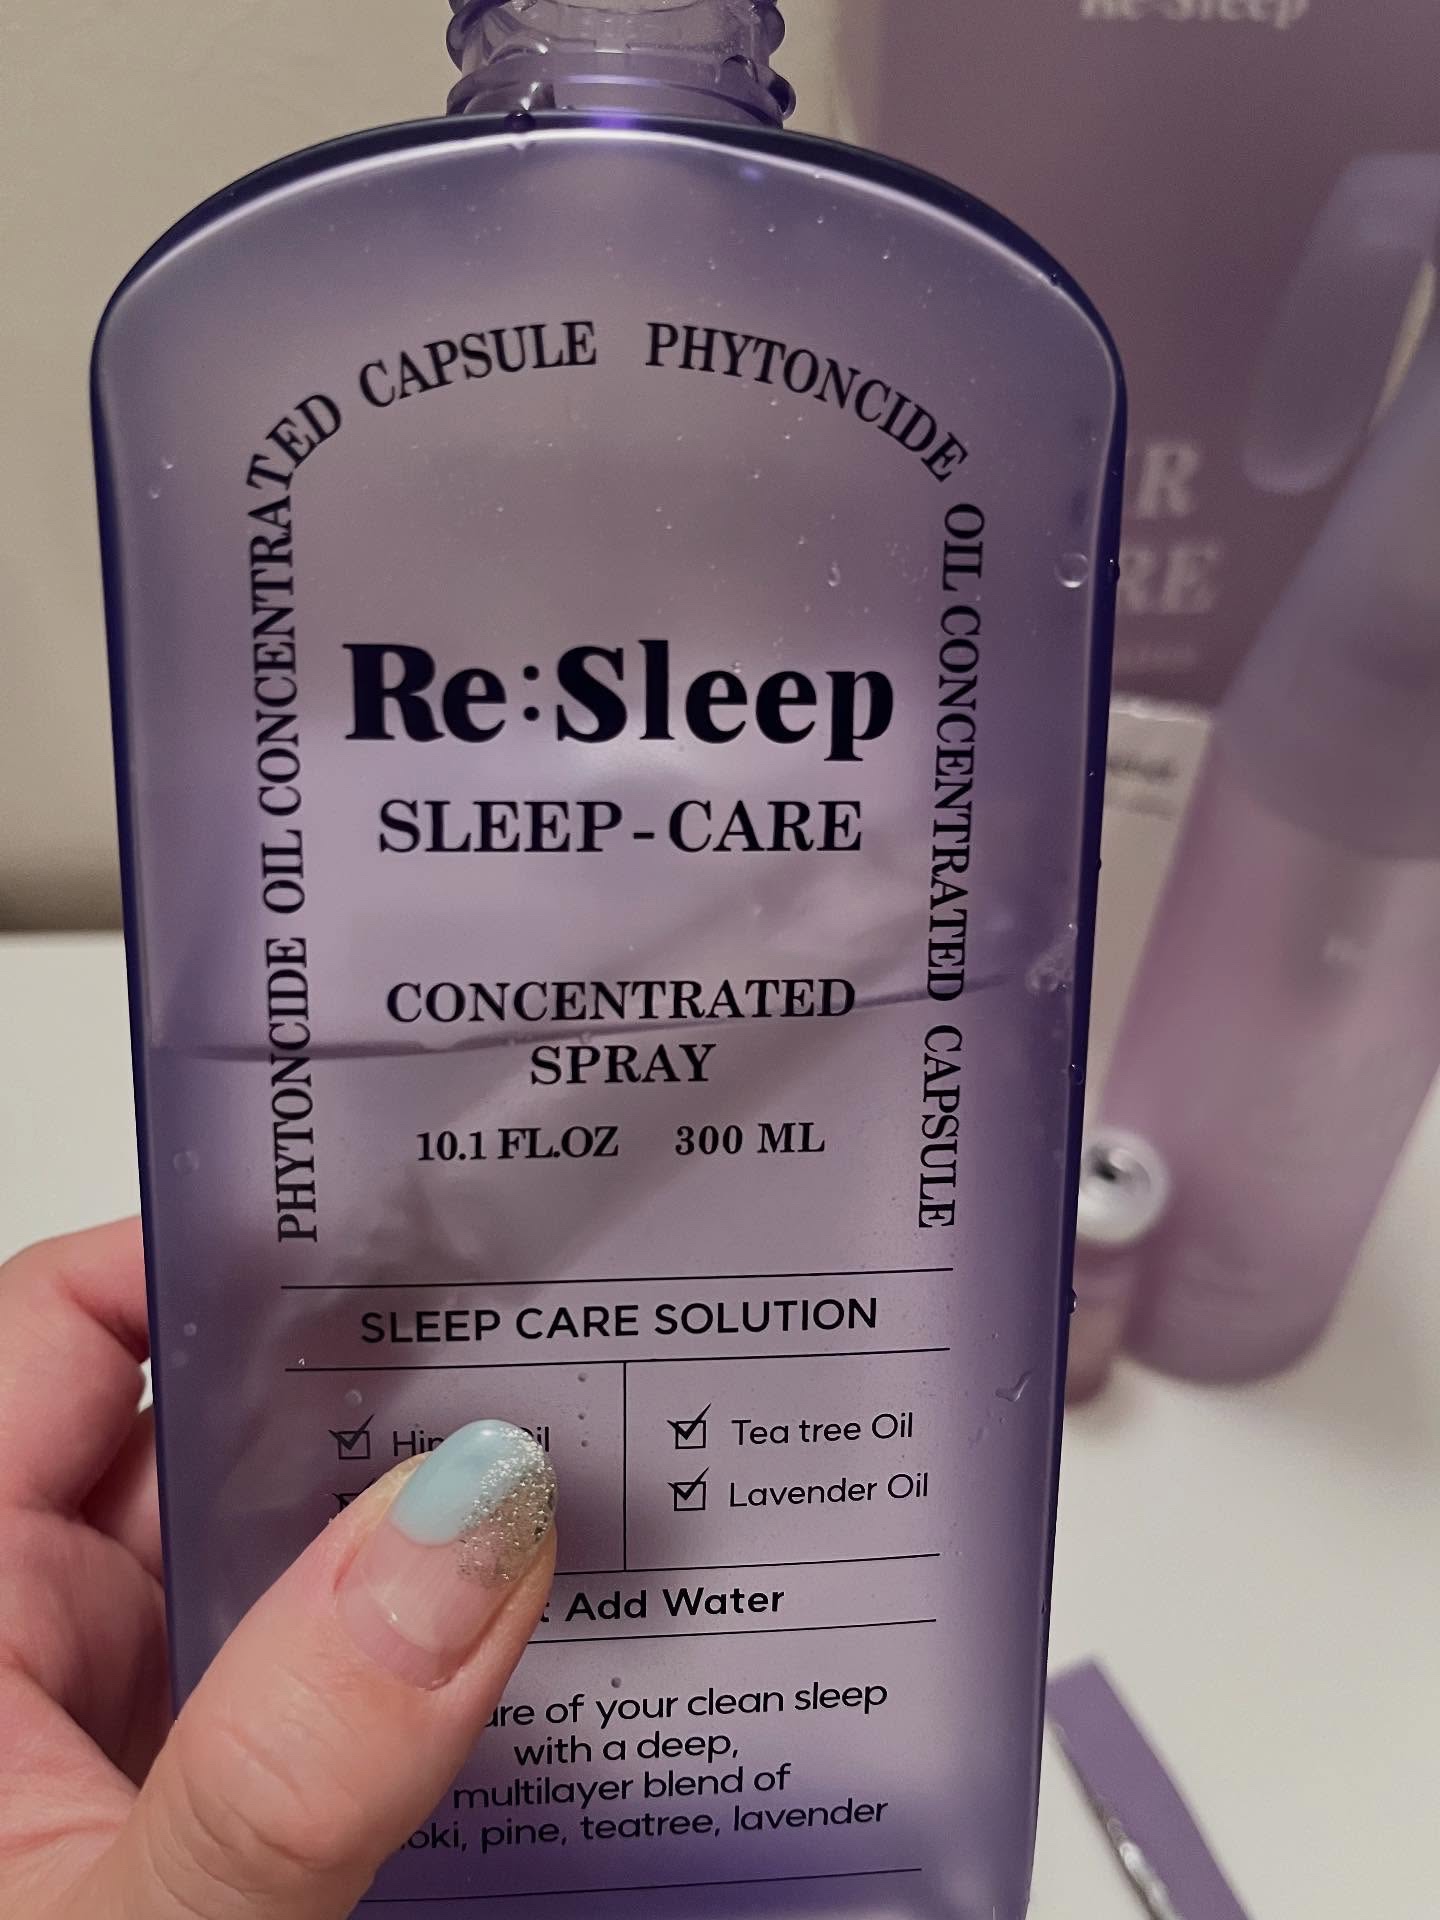 Re:Sleep
PHYTONCIDE OIL CONCENTRATED CAPSULE PHYTONCIDE OIL CONCENTRATED CAPSULE
Re:Sleep
SLEEP-CARE
CONCENTRATED
SPRAY
10.1 FL.OZ 300 ML
SLEEP CARE SOLUTION
Tea tree Oil
Lavender Oil
Add Water
of your clean sleep
with a deep,
multilayer blend of
pine, teatree, lavender